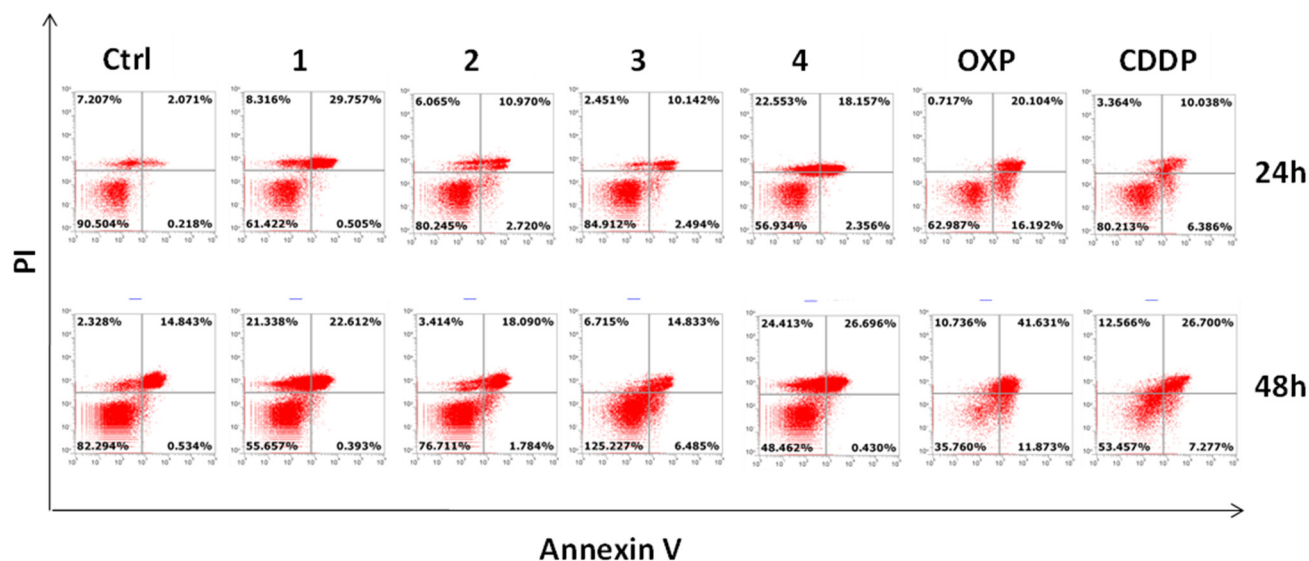 Ctrl 1 2 3 4 OXP CDDP
7.207% 2.071% 8.316% 29.757% 6.065% 10.970% 2.451% 10.142% 22.553% 18.157% 0.717% 20.104% 3.364% 10.038%
24h
90.504% 0.218% 61.422% 0.505% 80.245% 2.720% 84.912% 2.494% 56.934% 2.356% 62.987% 16.192% 80.213% 6.386%
PI
2.328% 14.843% 21.338% 22.612% 3.414% 18.090% 6.715% 14.833% 24.413% 26.696% 10.736% 41.631% 12.566% 26.700%
48h
82.294% 0.534% 55.657% 0.393% 76.711% 1.784% 125.227% 6.485% 48.462% 0.430% 35.760% 11.873% 53.457% 7.277%
Annexin V